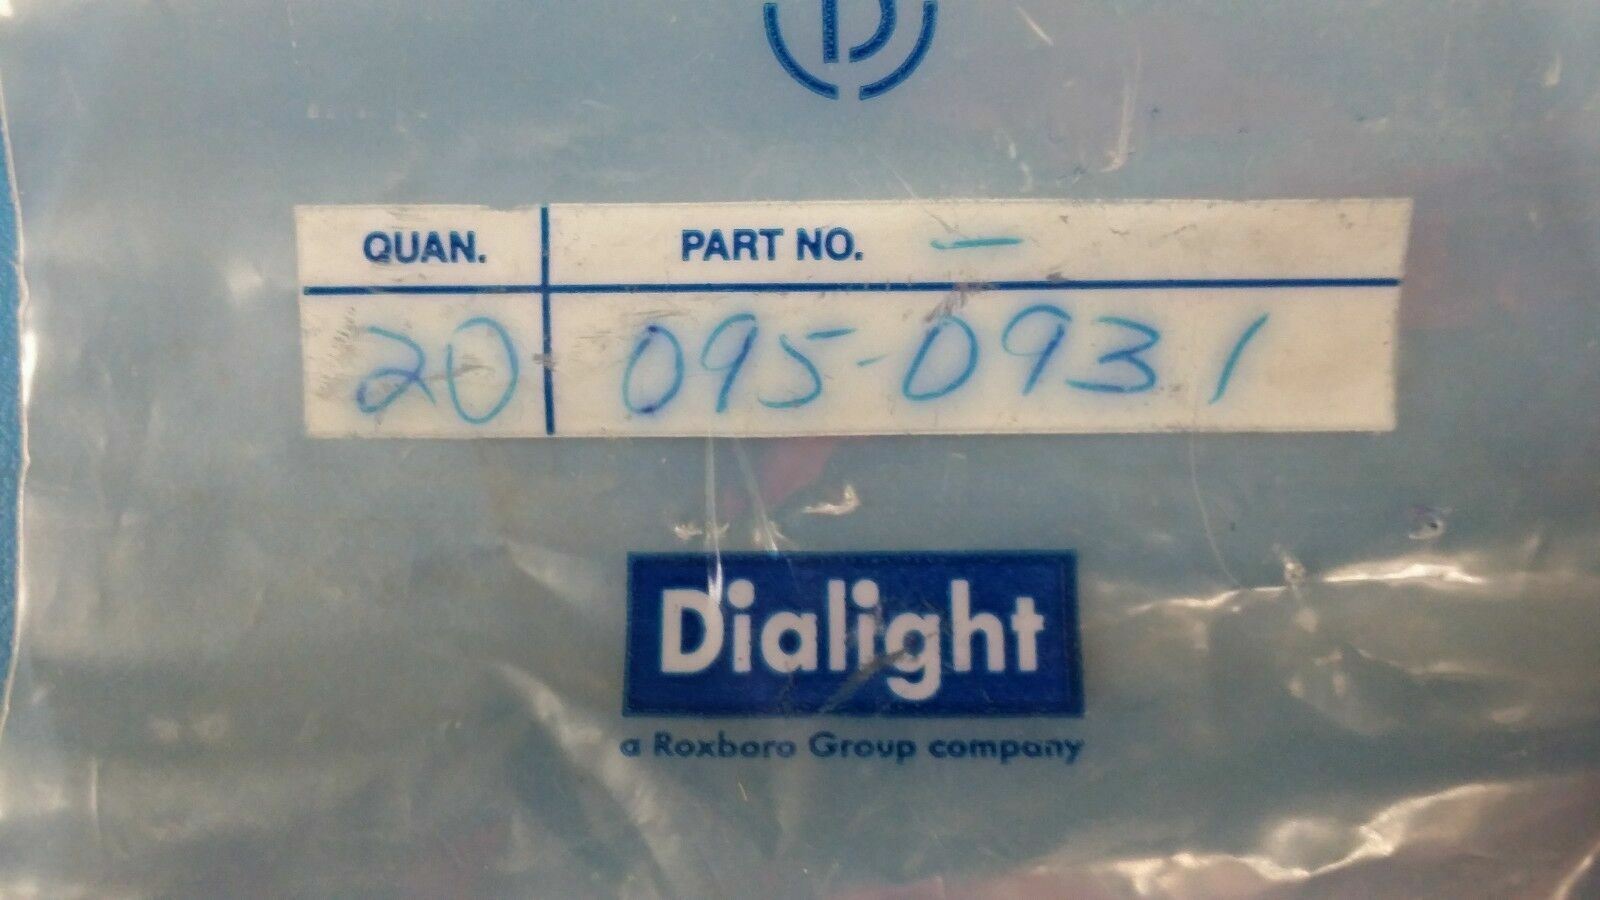 QUAN. PART NO. —
20 095-0931
Dialight
a Roxboro Group company